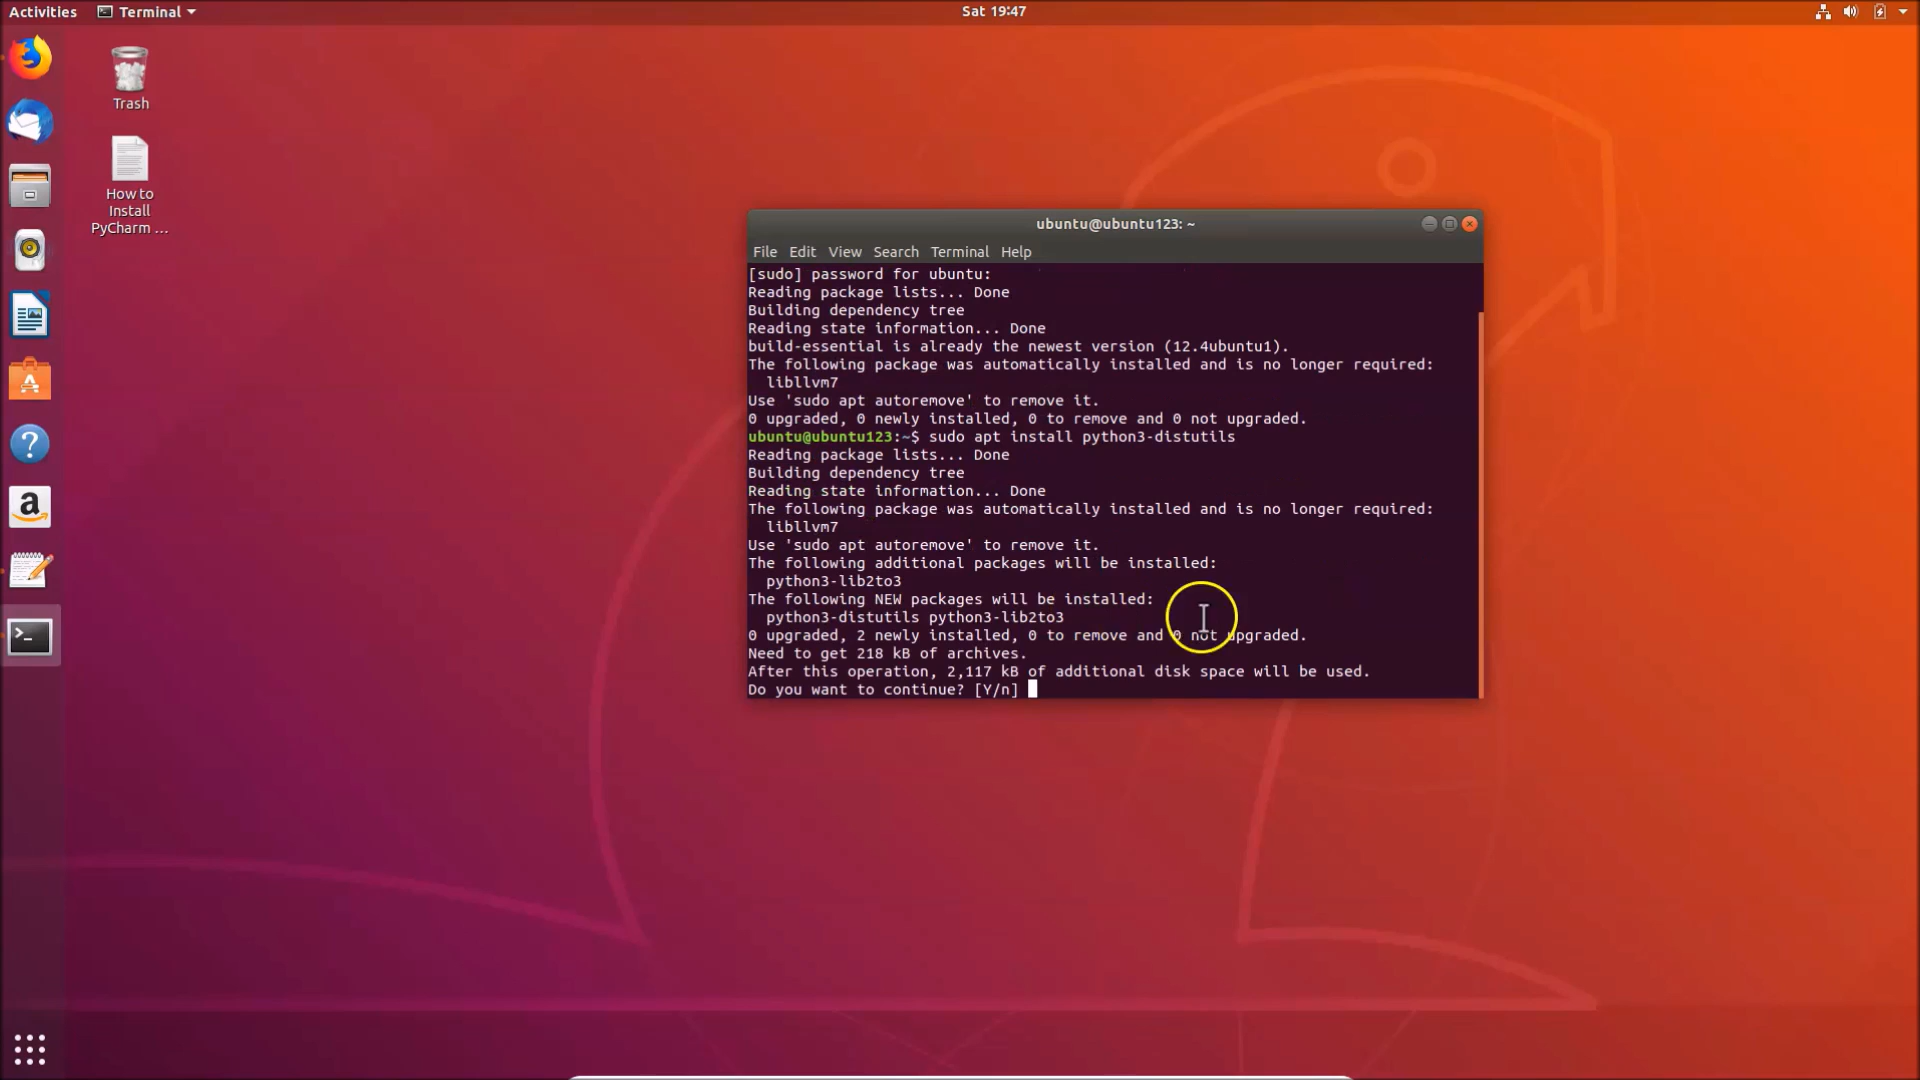 Activities Terminal Sat 19:47
Trash
How to
Install
PyCharm ...
ubuntu@ubuntu123: ~
File Edit View Search Terminal Help
[sudo] password for ubuntu:
Reading package lists... Done
Building dependency tree
Reading state information... Done
build-essential is already the newest version (12.4ubuntu1).
The following package was automatically installed and is no longer required:
libllvm7
Use 'sudo apt autoremove' to remove it.
0 upgraded, 0 newly installed, 0 to remove and 0 not upgraded.
ubuntu@ubuntu123:~$ sudo apt install python3-distutils
Reading package lists... Done
Building dependency tree
Reading state information... Done
The following package was automatically installed and is no longer required:
libllvm7
Use 'sudo apt autoremove' to remove it.
The following additional packages will be installed:
python3-lib2to3
The following NEW packages will be installed:
python3-distutils python3-lib2to3
0 upgraded, 2 newly installed, 0 to remove and 0 not upgraded.
Need to get 218 kB of archives.
After this operation, 2,117 kB of additional disk space will be used.
Do you want to continue? [Y/n]